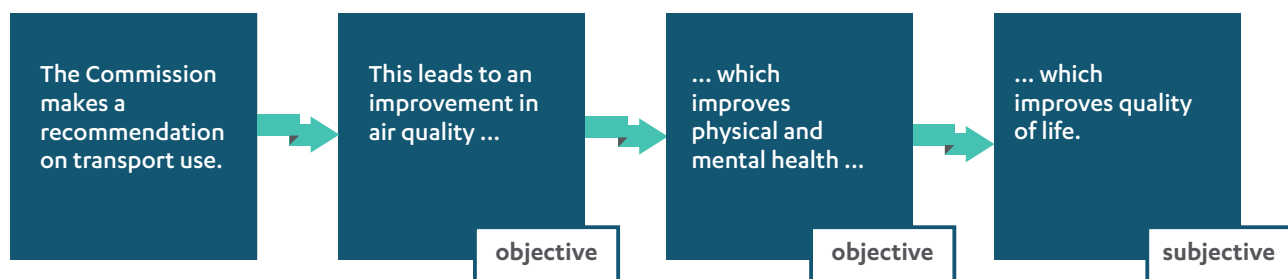 The Commission
makes a
recommendation
on transport use.
This leads to an
improvement in
air quality ...
objective
... which
improves
physical and
mental health ...
objective
... which
improves quality
of life.
subjective